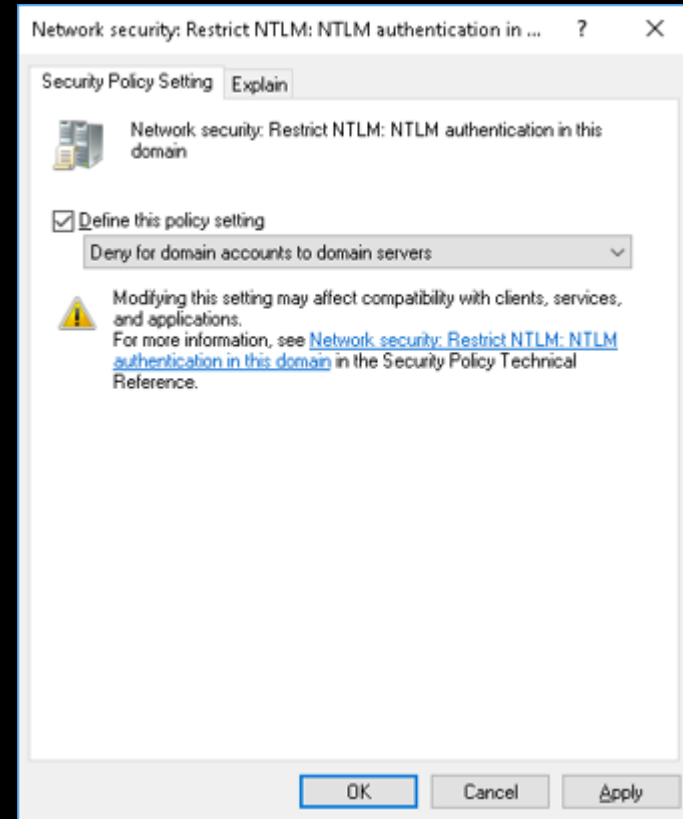 Network security: Restrict NTLM: NTLM authentication in ... ?
Security Policy Setting Explain
Network security: Restrict NTLM: NTLM authentication in this
domain
Define this policy setting
Deny for domain accounts to domain servers
Modifying this setting may affect compatibility with clients, services,
and applications.
For more information, see Network security: Restrict NTLM: NTLM
authentication in this domain in the Security Policy Technical
Reference.
OK Cancel Apply